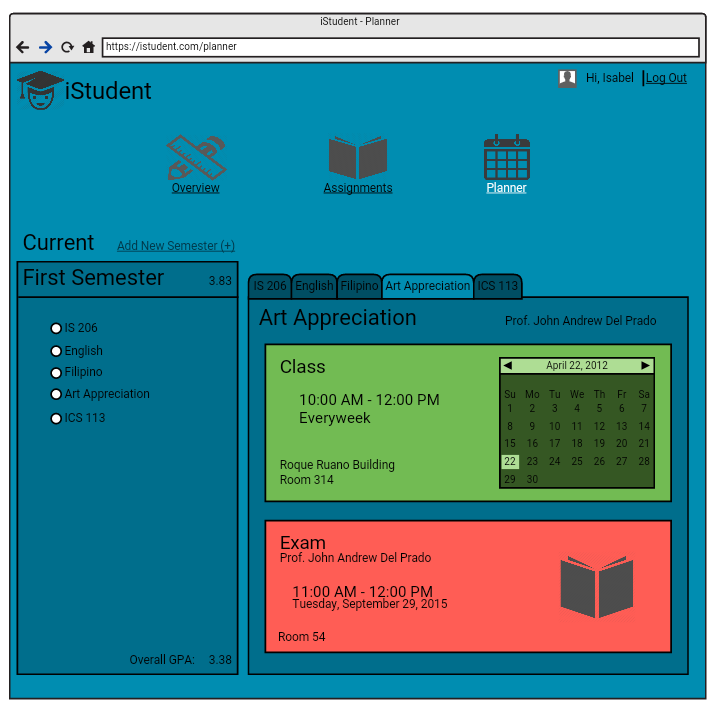 iStudent - Planner
https://istudent.com/planner
iStudent
Hi, Isabel
Log Out
Overview
Assignments
Planner
Current
Add New Semester (+)
First Semester
3.83
IS 206
English
Filipino
Art Appreciation
ICS 113
Overall GPA: 3.38
IS 206
English
Filipino
Art Appreciation
ICS 113
Art Appreciation
Prof. John Andrew Del Prado
Class
10:00 AM - 12:00 PM
Everyweek
Roque Ruano Building
Room 314
April 22, 2012
Su Mo Tu We Th Fr Sa
1 2 3 4 5 6 7
8 9 10 11 12 13 14
15 16 17 18 19 20 21
22 23 24 25 26 27 28
29 30
Exam
Prof. John Andrew Del Prado
11:00 AM - 12:00 PM
Tuesday, September 29, 2015
Room 54